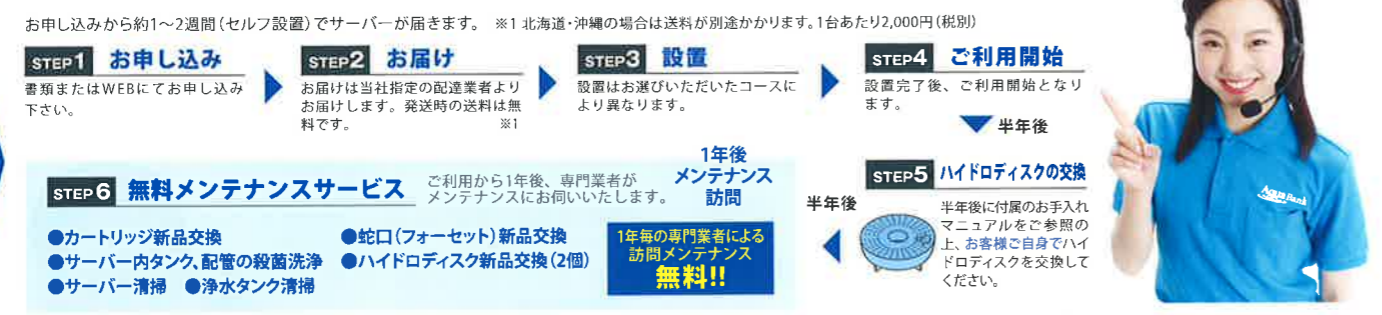 お申し込みから約1～2週間(セルフ設置)でサーバーが届きます。 ※1 北海道・沖縄の場合は送料が別途かかります。1台あたり2,000円(税別)
STEP1 お申し込み
書類またはWEBにてお申し込み
下さい。
STEP2 お届け
お届けは当社指定の配達業者より
お届けします。発送時の送料は無
料です。 ※1
STEP3 設置
設置はお選びいただいたコースに
より異なります。
STEP4 ご利用開始
設置完了後、ご利用開始となり
ます。
半年後
STEP5 ハイドロディスクの交換
半年後に付属のお手入れ
マニュアルをご参照の
上、お客様ご自身でハイ
ドロディスクを交換して
ください。
半年後
STEP6 無料メンテナンスサービス
ご利用から1年後、専門業者が
メンテナンスにお伺いいたします。
1年後
メンテナンス
訪問
●カートリッジ新品交換
●サーバー内タンク、配管の殺菌洗浄
●サーバー清掃 ●浄水タンク清掃
●蛇口(フォーセット)新品交換
●ハイドロディスク新品交換(2個)
1年毎の専門業者による
訪問メンテナンス
無料!!
Aqua Bank